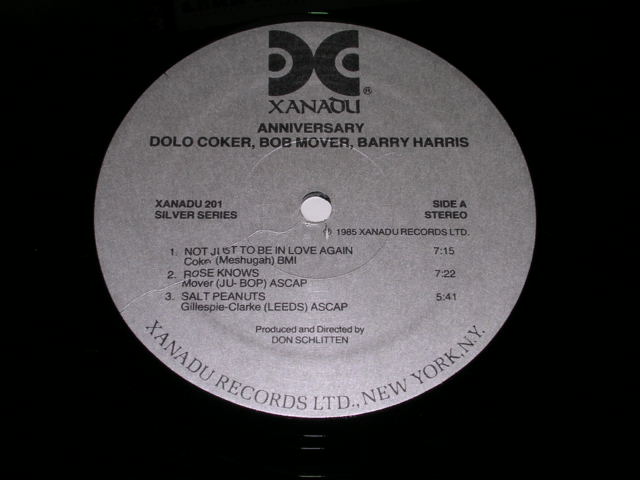 XANADU®
ANNIVERSARY
DOLO COKER, BOB MOVER, BARRY HARRIS
XANADU 201 SIDE A
SILVER SERIES STEREO
℗ 1985 XANADU RECORDS LTD.
1. NOT JUST TO BE IN LOVE AGAIN 7:15
Coker (Meshugah) BMI
2. ROSE KNOWS 7:22
Mover (JU- BOP) ASCAP
3. SALT PEANUTS 5:41
Gillespie-Clarke (LEEDS) ASCAP
Produced and Directed by
DON SCHLITTEN
XANADU RECORDS LTD., NEW YORK, N.Y.